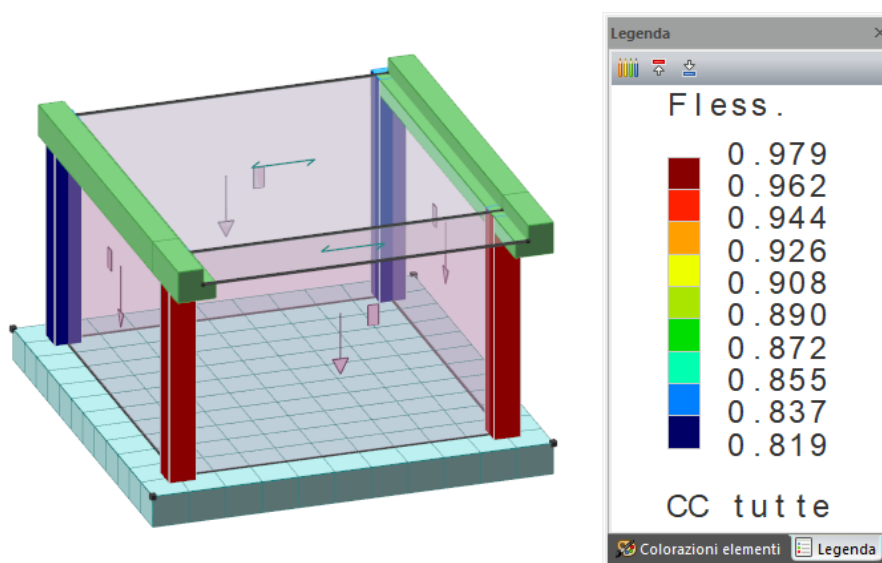 Legenda
Fless.
0.979
0.962
0.944
0.926
0.908
0.890
0.872
0.855
0.837
0.819
CC tutte
Colorazioni elementi
Legenda